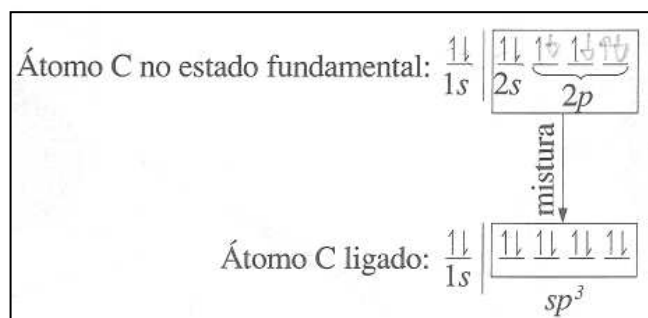 Átomo C no estado fundamental: 1s 2s 2p
mistura
Átomo C ligado: 1s sp³